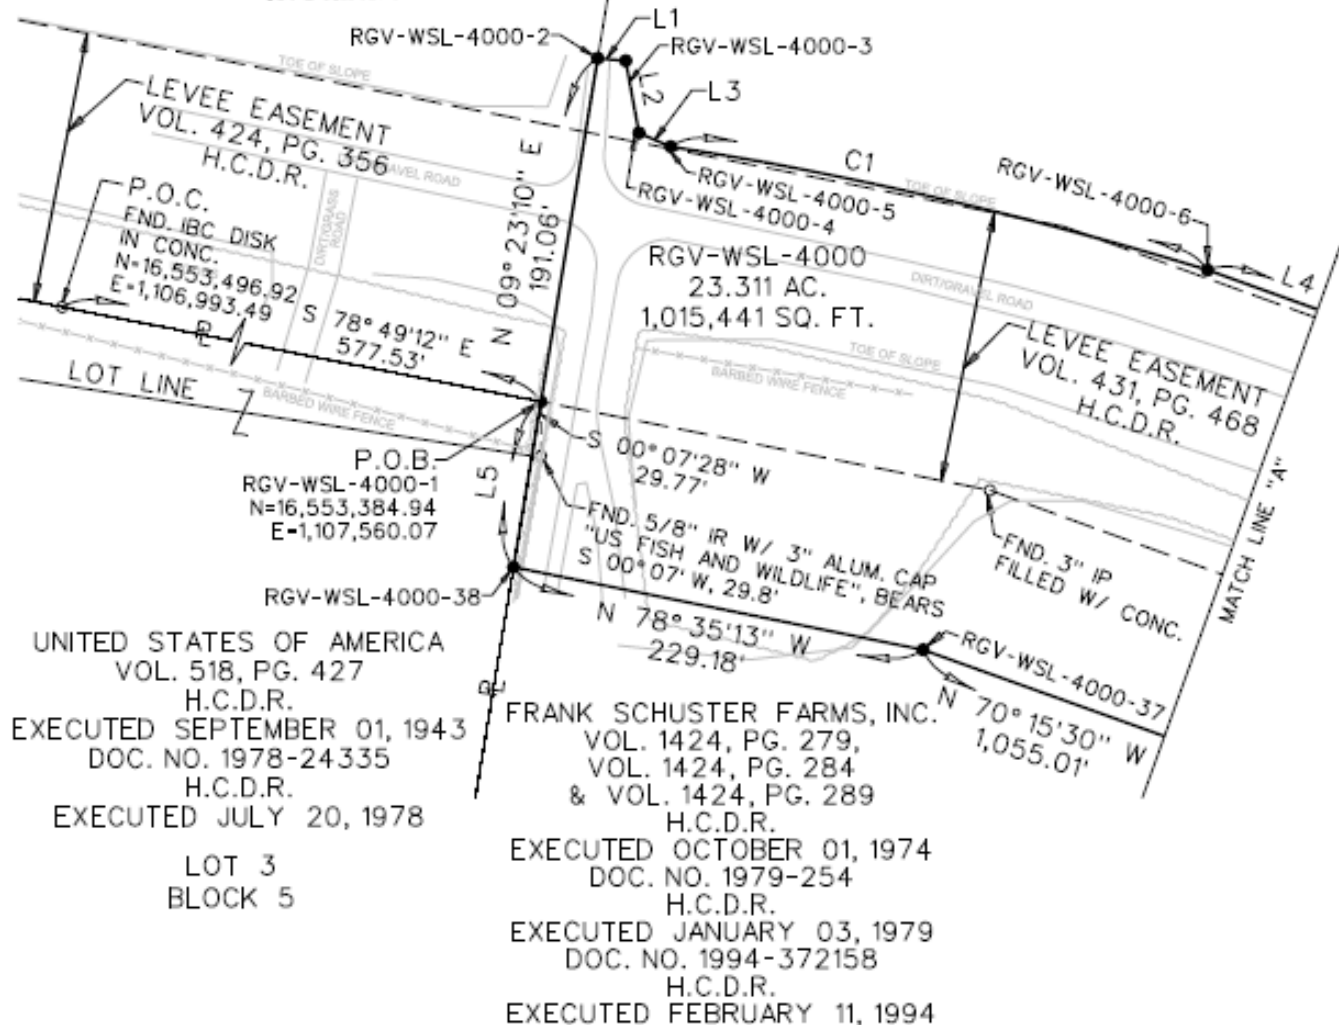 L1
RGV-WSL-4000-2
RGV-WSL-4000-3
TOE OF SLOPE
L2
L3
LEVEE EASEMENT
VOL. 424, PG. 356
H.C.D.R.
GRAVEL ROAD
C1
RGV-WSL-4000-6
TOE OF SLOPE
RGV-WSL-4000-5
RGV-WSL-4000-4
L4
P.O.C.
FND. IBC DISK
IN CONC.
N=16,553,496.92
E=1,106,993.49
DIRT/GRASS
ROAD
N 09° 23'10" E
191.06'
RGV-WSL-4000
23.311 AC.
1,015,441 SQ. FT.
DIRT/GRAVEL ROAD
S 78° 49'12" E
577.53'
TOE OF SLOPE
LEVEE EASEMENT
VOL. 431, PG. 468
H.C.D.R.
LOT LINE
BARBED WIRE FENCE
BARBED WIRE FENCE
P.O.B.
RGV-WSL-4000-1
N=16,553,384.94
E=1,107,560.07
L5
S 00° 07'28" W
29.77'
FND. 5/8" IR W/ 3" ALUM. CAP
"US FISH AND WILDLIFE", BEARS
S 00° 07' W, 29.8'
FND. 3" IP
FILLED W/ CONC.
MATCH LINE "A"
RGV-WSL-4000-38
N 78° 35'13" W
229.18'
RGV-WSL-4000-37
N 70° 15'30" W
1,055.01'
UNITED STATES OF AMERICA
VOL. 518, PG. 427
H.C.D.R.
EXECUTED SEPTEMBER 01, 1943
DOC. NO. 1978-24335
H.C.D.R.
EXECUTED JULY 20, 1978
LOT 3
BLOCK 5
FRANK SCHUSTER FARMS, INC.
VOL. 1424, PG. 279,
VOL. 1424, PG. 284
& VOL. 1424, PG. 289
H.C.D.R.
EXECUTED OCTOBER 01, 1974
DOC. NO. 1979-254
H.C.D.R.
EXECUTED JANUARY 03, 1979
DOC. NO. 1994-372158
H.C.D.R.
EXECUTED FEBRUARY 11, 1994